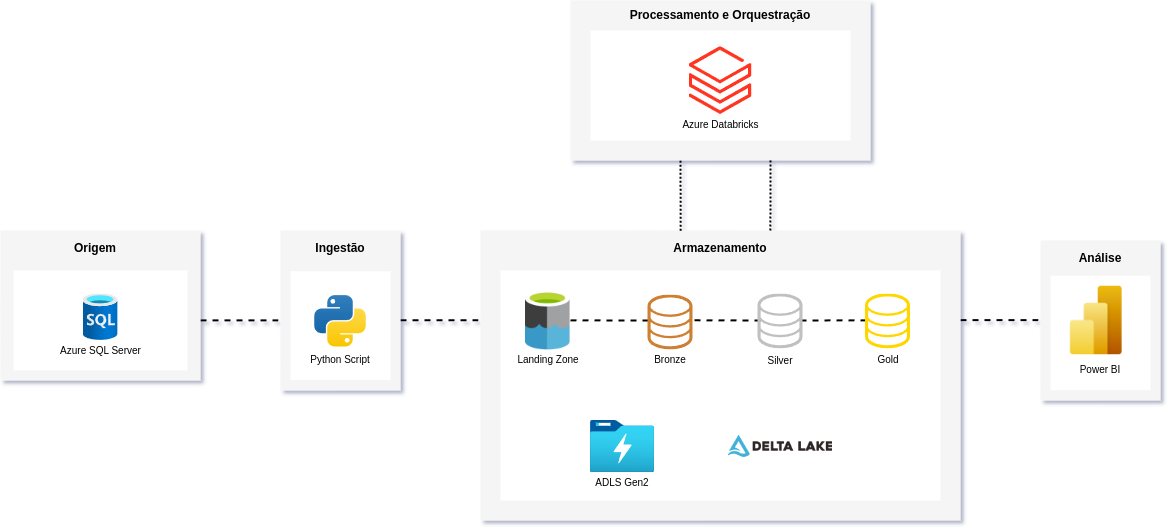 Processamento e Orquestração
Azure Databricks
Origem
SQL
Azure SQL Server
Ingestão
Python Script
Armazenamento
Landing Zone
Bronze
Silver
Gold
ADLS Gen2
DELTA LAKE
Análise
Power BI